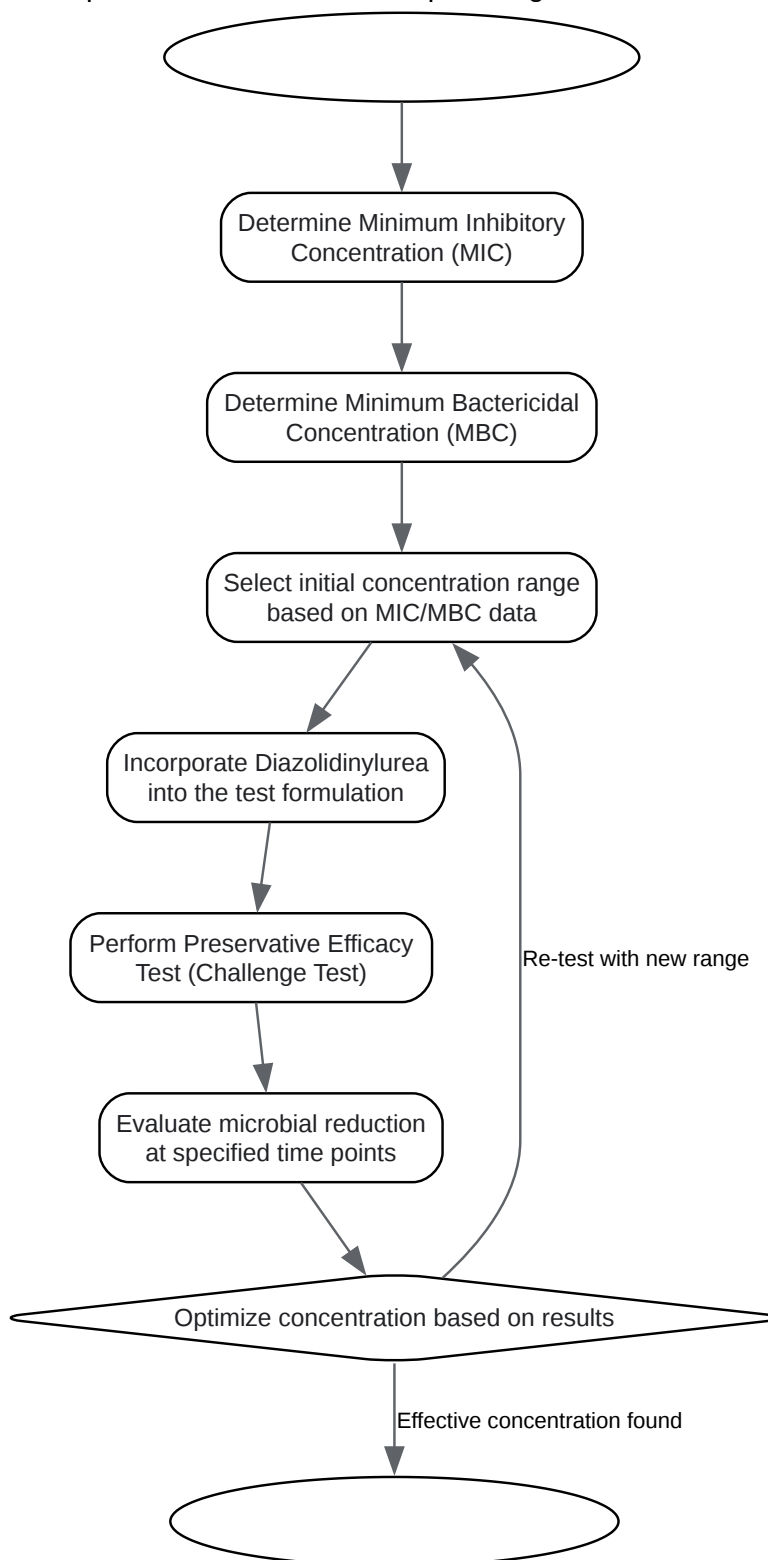 Determine Minimum Inhibitory
Concentration (MIC)
Determine Minimum Bactericidal
Concentration (MBC)
Select initial concentration range
based on MIC/MBC data
Incorporate Diazolidinylurea
into the test formulation
Perform Preservative Efficacy
Test (Challenge Test)
Re-test with new range
Evaluate microbial reduction
at specified time points
Optimize concentration based on results
Effective concentration found